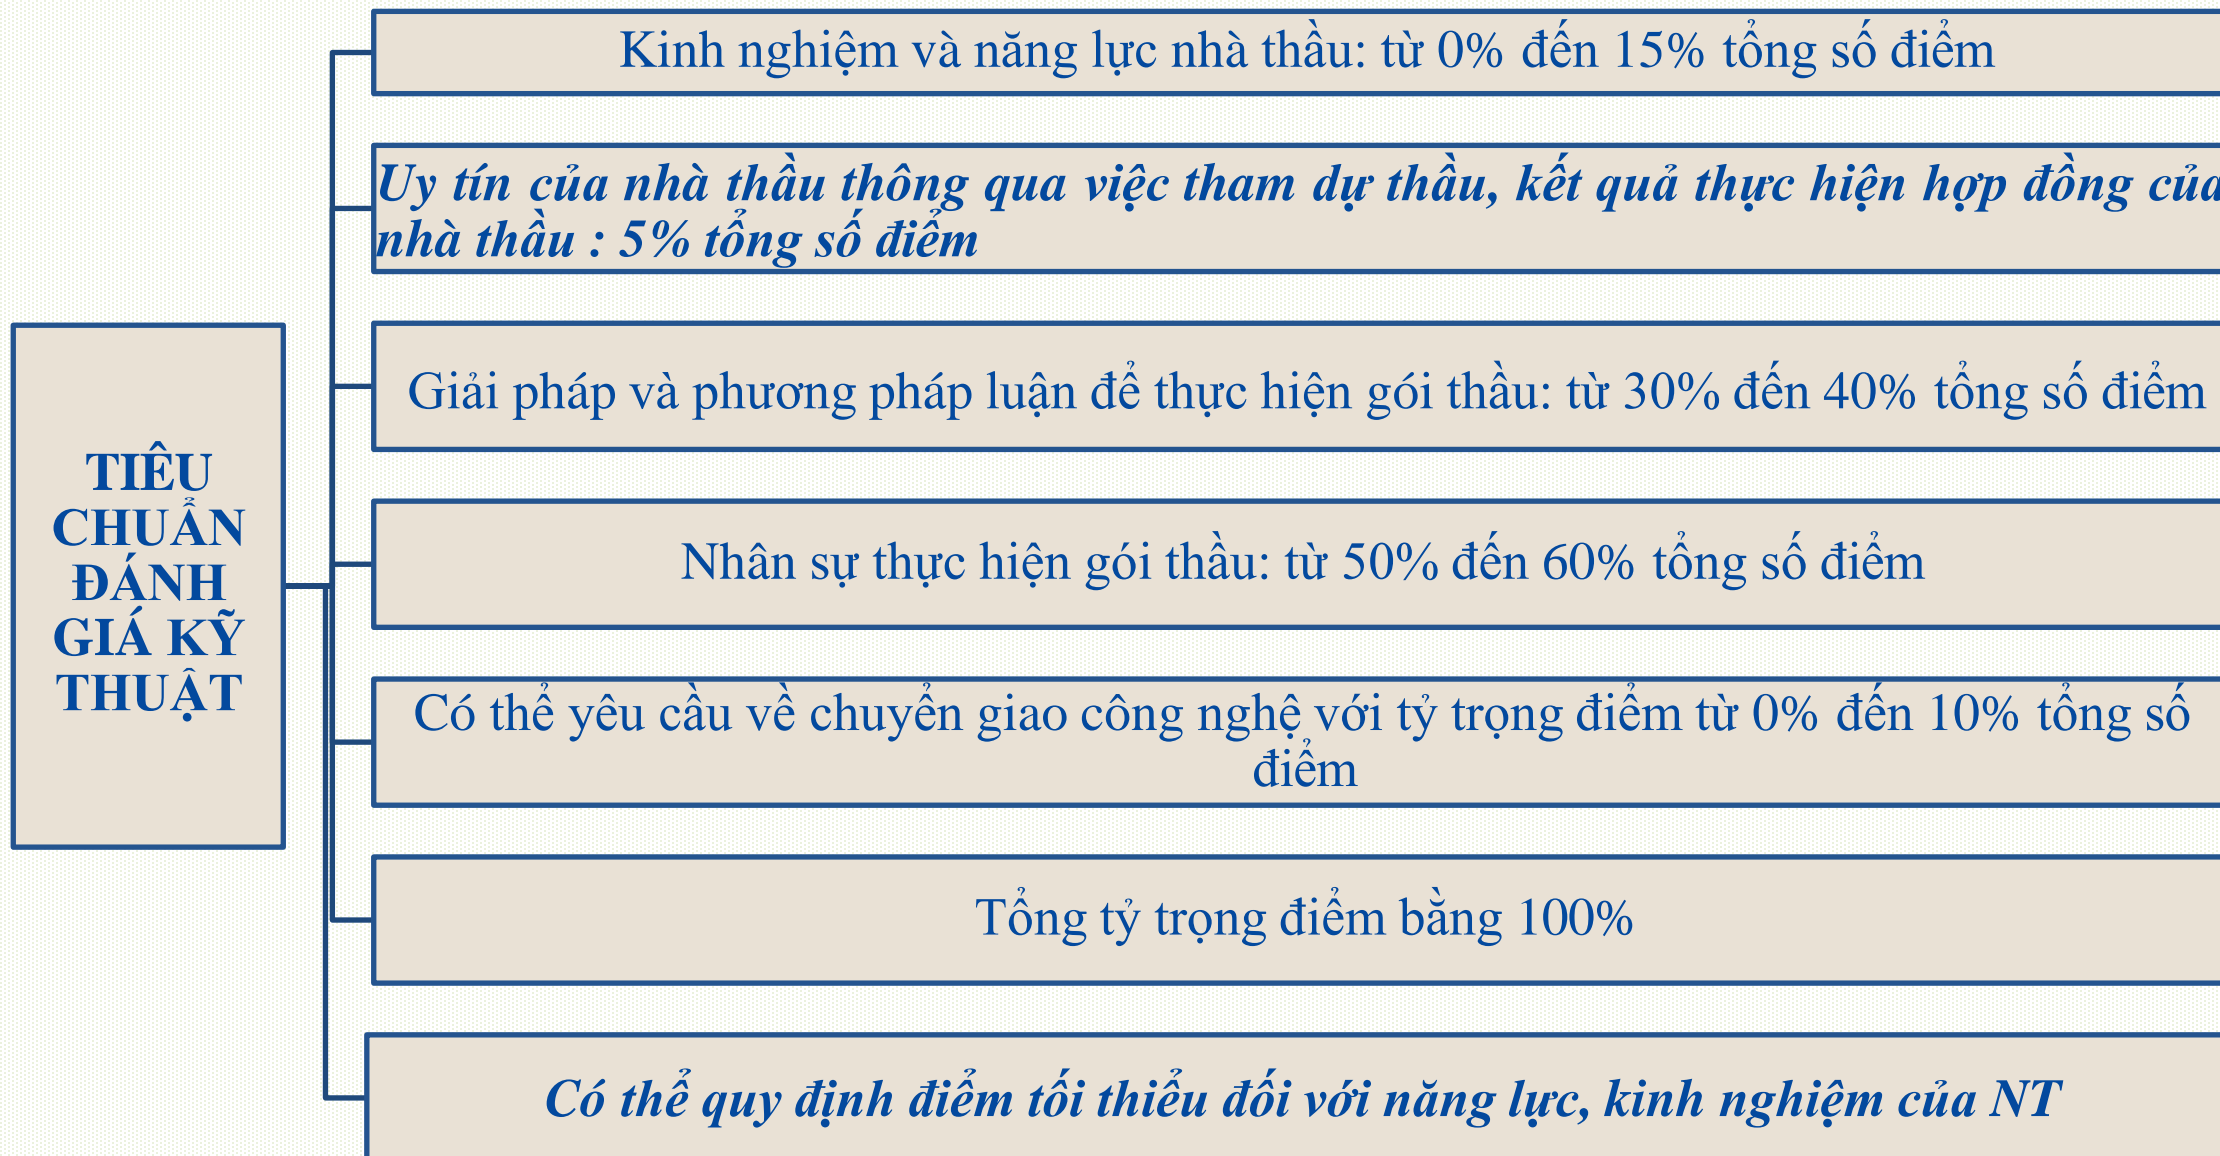 Kinh nghiệm và năng lực nhà thầu: từ 0% đến 15% tổng số điểm
Uy tín của nhà thầu thông qua việc tham dự thầu, kết quả thực hiện hợp đồng của
nhà thầu : 5% tổng số điểm
Giải pháp và phương pháp luận để thực hiện gói thầu: từ 30% đến 40% tổng số điểm
TIÊU
CHUẨN
ĐÁNH
GIÁ KỸ
THUẬT
Nhân sự thực hiện gói thầu: từ 50% đến 60% tổng số điểm
Có thể yêu cầu về chuyển giao công nghệ với tỷ trọng điểm từ 0% đến 10% tổng số
điểm
Tổng tỷ trọng điểm bằng 100%
Có thể quy định điểm tối thiểu đối với năng lực, kinh nghiệm của NT